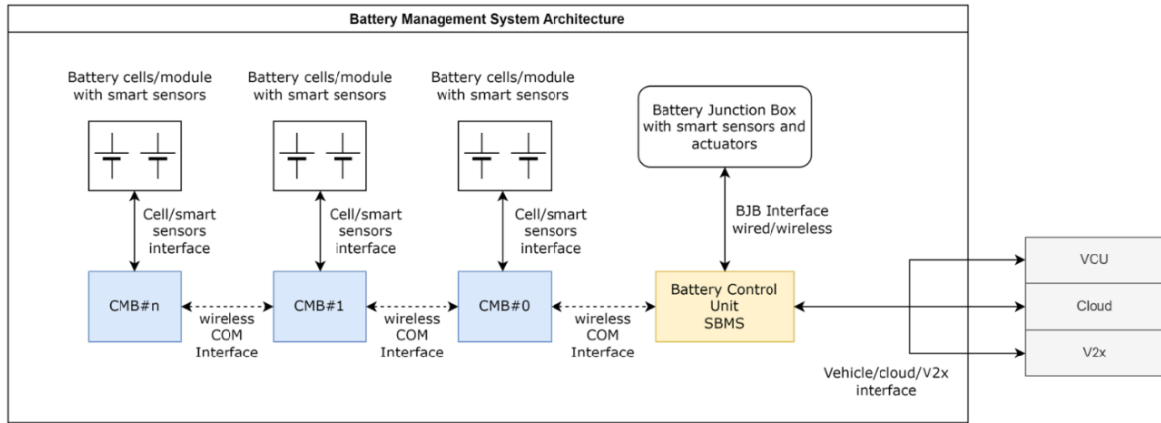 Battery Management System Architecture
Battery cells/module
with smart sensors
Battery cells/module
with smart sensors
Battery cells/module
with smart sensors
Battery Junction Box
with smart sensors and
actuators
Cell/smart
sensors
interface
Cell/smart
sensors
interface
Cell/smart
sensors
interface
BJB Interface
wired/wireless
CMB#n
wireless
COM
Interface
CMB#1
wireless
COM
Interface
CMB#0
wireless
COM
Interface
Battery Control
Unit
SBMS
Vehicle/cloud/V2x
interface
VCU
Cloud
V2x